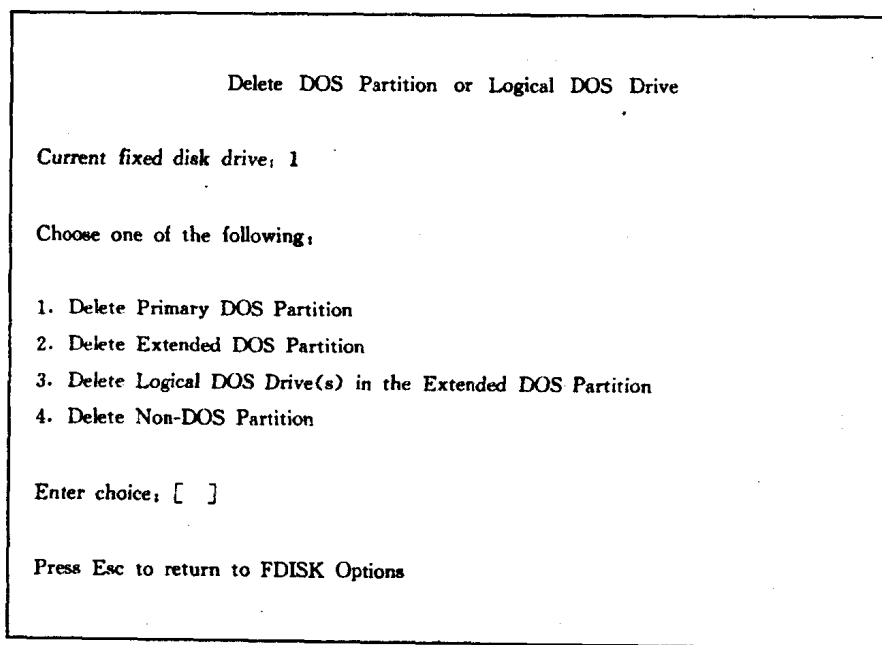 Delete DOS Partition or Logical DOS Drive
Current fixed disk drive: 1
Choose one of the following:
1. Delete Primary DOS Partition
2. Delete Extended DOS Partition
3. Delete Logical DOS Drive(s) in the Extended DOS Partition
4. Delete Non-DOS Partition
Enter choice: [ ]
Press Esc to return to FDISK Options